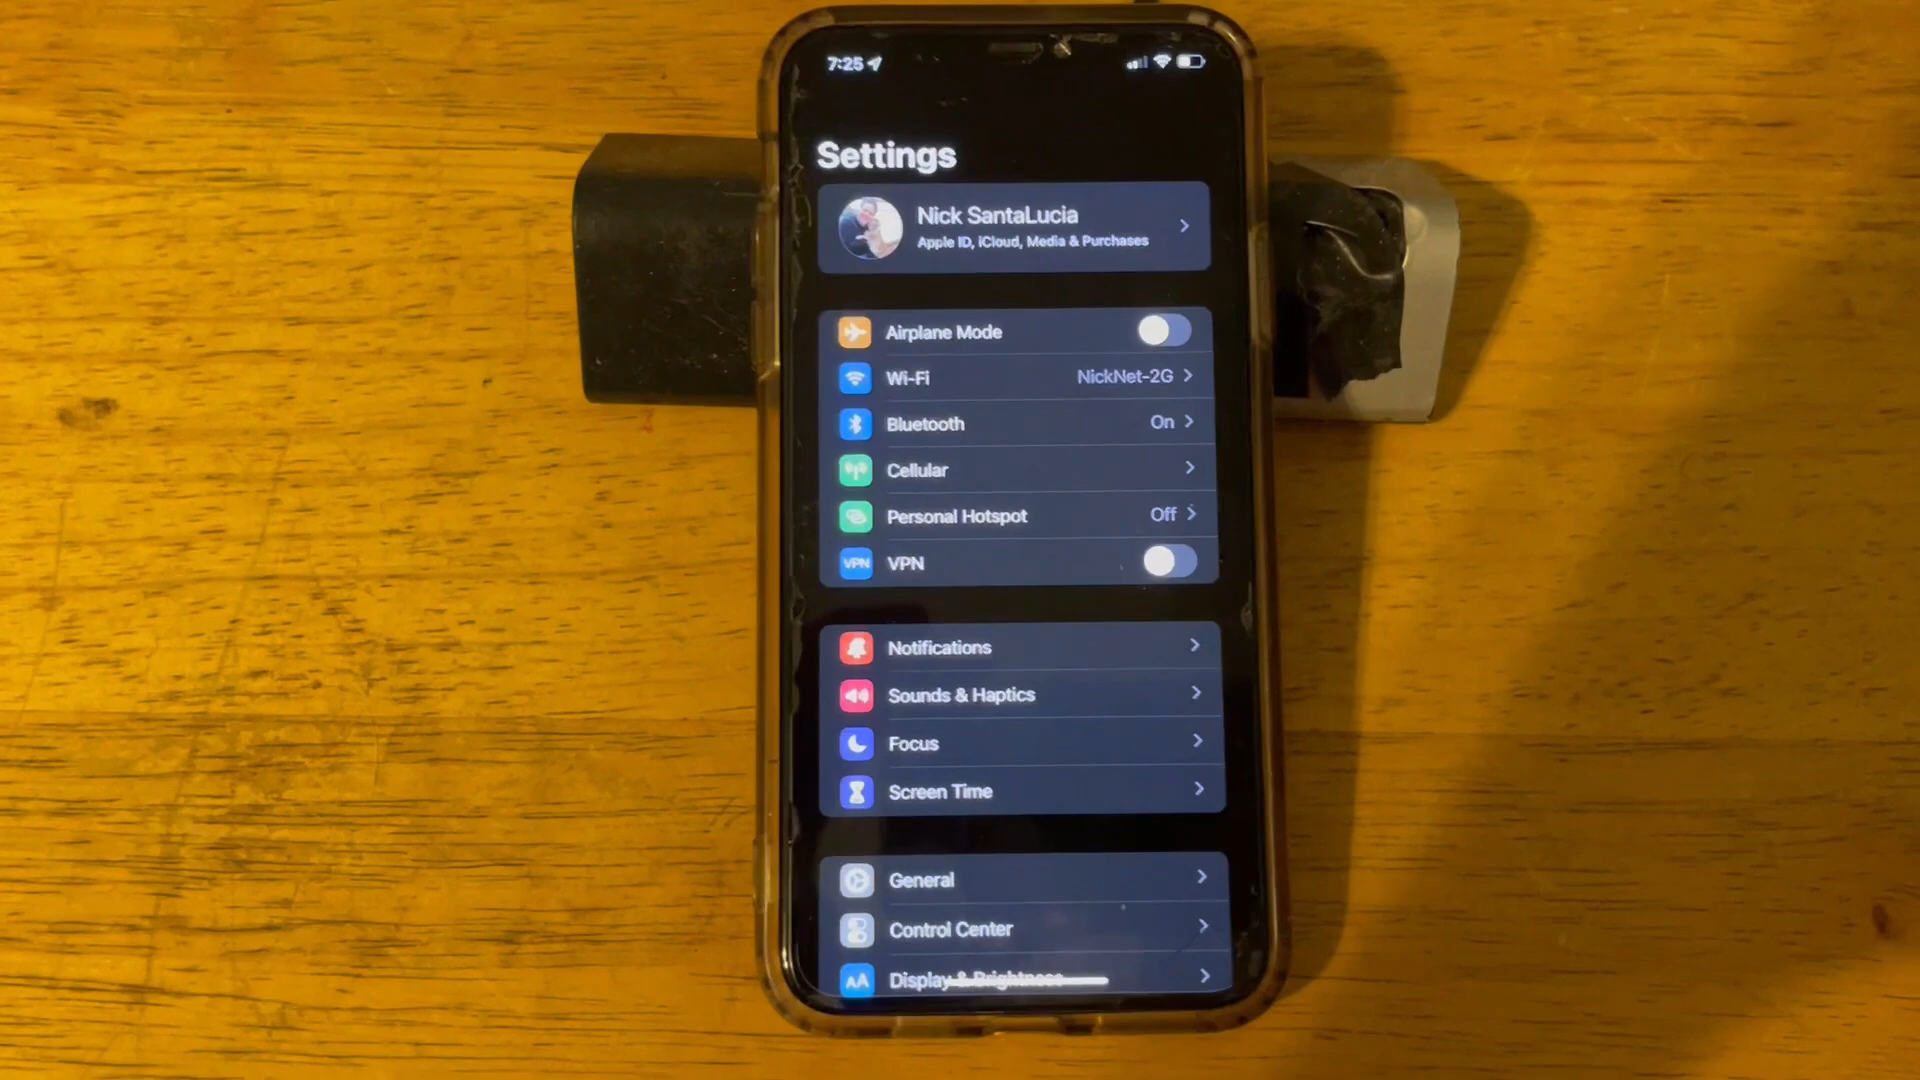 7:25
Settings
Nick SantaLucia
Apple ID, iCloud, Media & Purchases
Airplane Mode
Wi-Fi NickNet-2G
Bluetooth On
Cellular
Personal Hotspot Off
VPN VPN
Notifications
Sounds & Haptics
Focus
Screen Time
General
Control Center
AA Display & Brightness